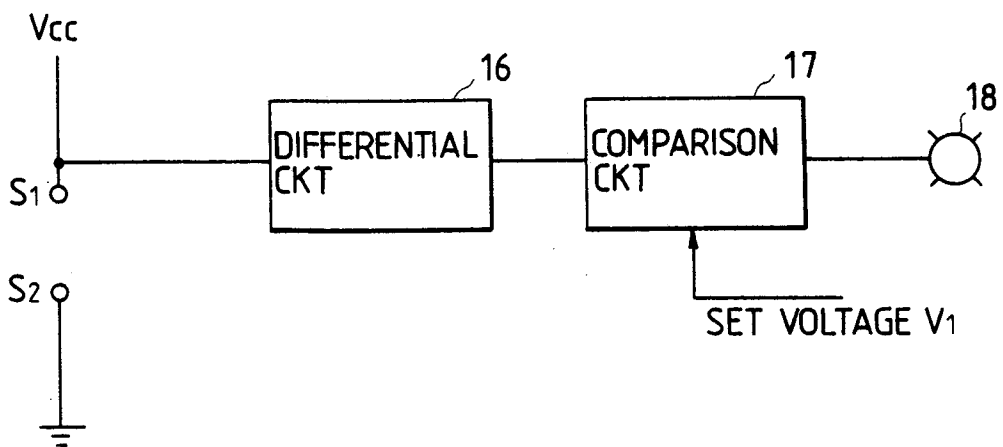 Vcc
16
17
18
DIFFERENTIAL
CKT
COMPARISON
CKT
S1
S2
SET VOLTAGE V1